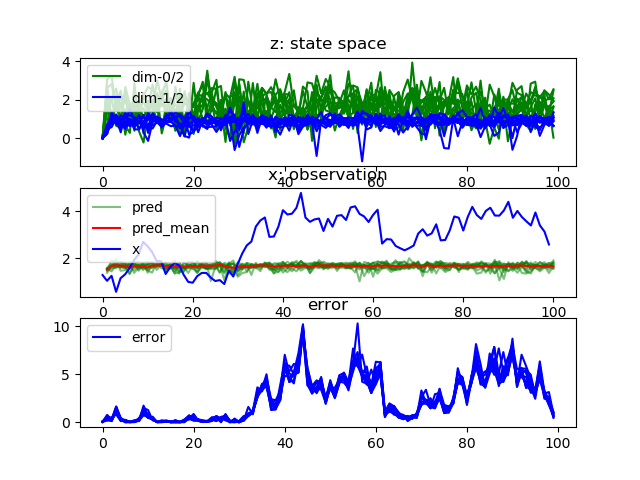 z: state space
4
2
0
dim-0/2
dim-1/2
0 20 40 60 80 100
x: observation
4
2
pred
pred_mean
x
0 20 40 60 80 100
error
10
5
0
error
0 20 40 60 80 100